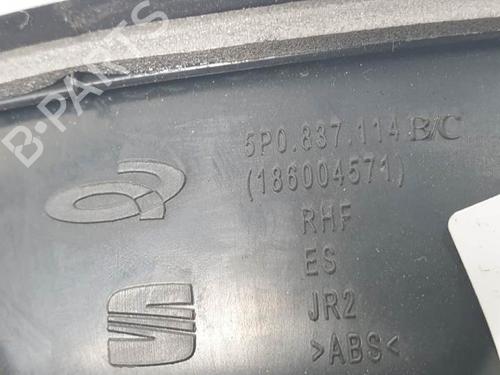 B-PARTS
5P0.837.114 B/C
(186004571)
RHF
ES
JR2
>ABS<